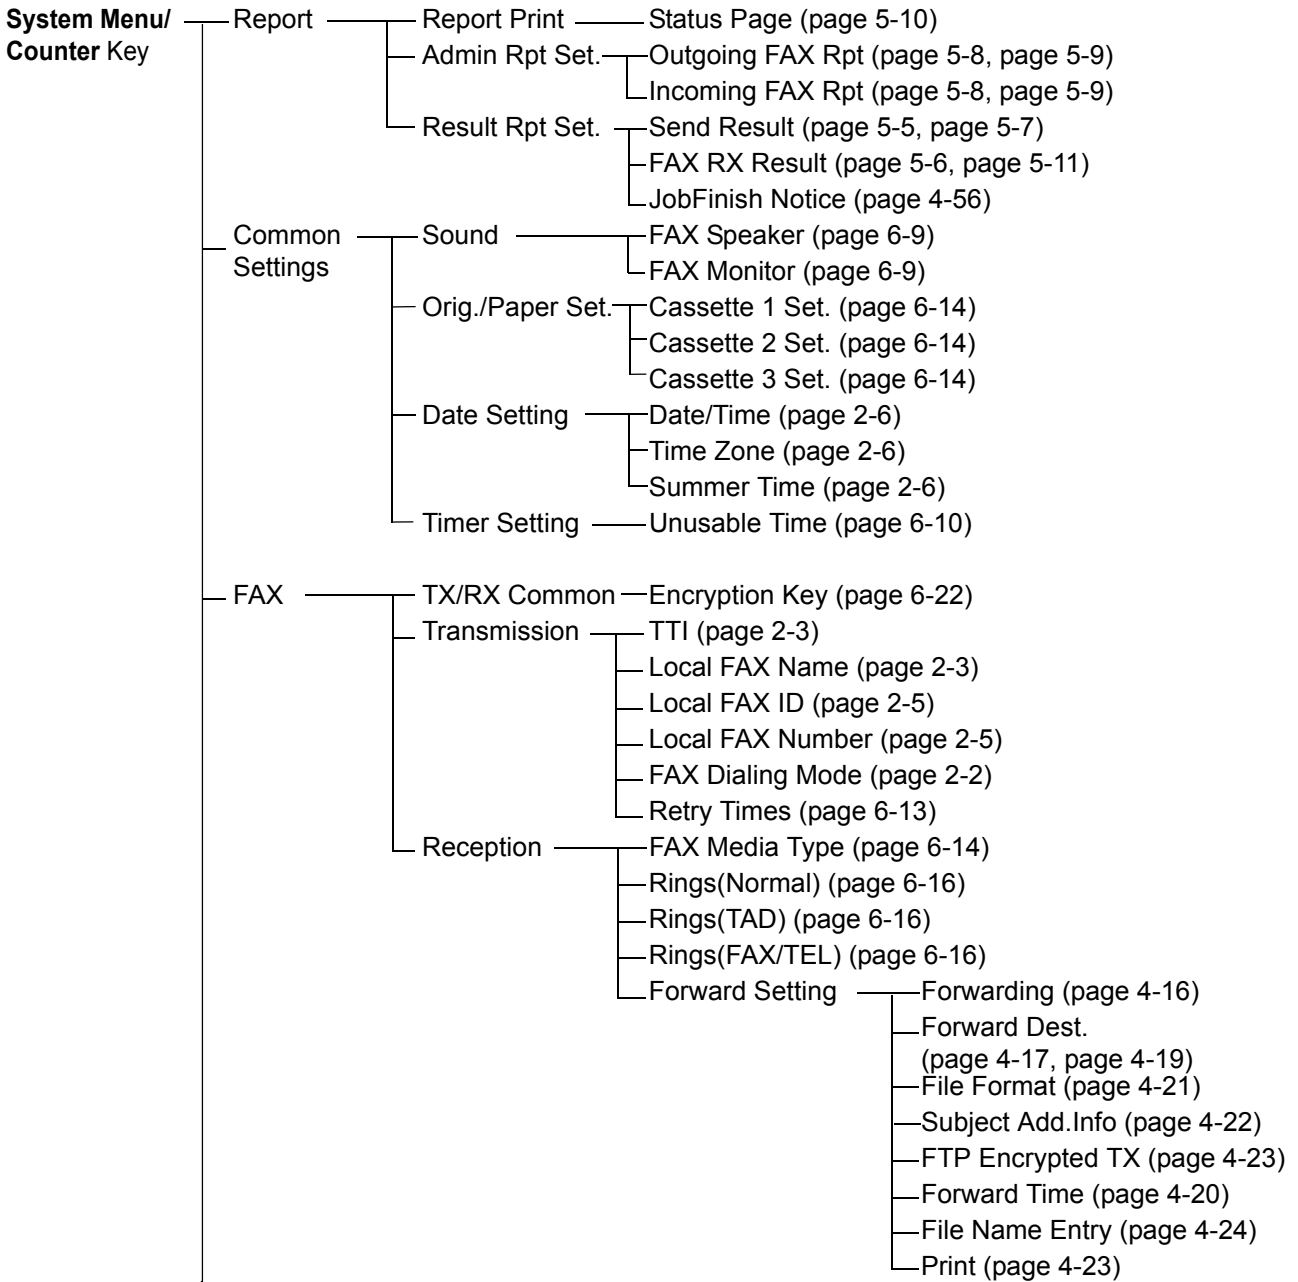 System Menu/ Report Report Print Status Page (page 5-10)
Counter Key Admin Rpt Set. Outgoing FAX Rpt (page 5-8, page 5-9)
Incoming FAX Rpt (page 5-8, page 5-9)
Result Rpt Set. Send Result (page 5-5, page 5-7)
FAX RX Result (page 5-6, page 5-11)
JobFinish Notice (page 4-56)
Common Sound FAX Speaker (page 6-9)
Settings FAX Monitor (page 6-9)
Orig./Paper Set. Cassette 1 Set. (page 6-14)
Cassette 2 Set. (page 6-14)
Cassette 3 Set. (page 6-14)
Date Setting Date/Time (page 2-6)
Time Zone (page 2-6)
Summer Time (page 2-6)
Timer Setting Unusable Time (page 6-10)
FAX TX/RX Common Encryption Key (page 6-22)
Transmission TTI (page 2-3)
Local FAX Name (page 2-3)
Local FAX ID (page 2-5)
Local FAX Number (page 2-5)
FAX Dialing Mode (page 2-2)
Retry Times (page 6-13)
Reception FAX Media Type (page 6-14)
Rings(Normal) (page 6-16)
Rings(TAD) (page 6-16)
Rings(FAX/TEL) (page 6-16)
Forward Setting Forwarding (page 4-16)
Forward Dest.
(page 4-17, page 4-19)
File Format (page 4-21)
Subject Add.Info (page 4-22)
FTP Encrypted TX (page 4-23)
Forward Time (page 4-20)
File Name Entry (page 4-24)
Print (page 4-23)